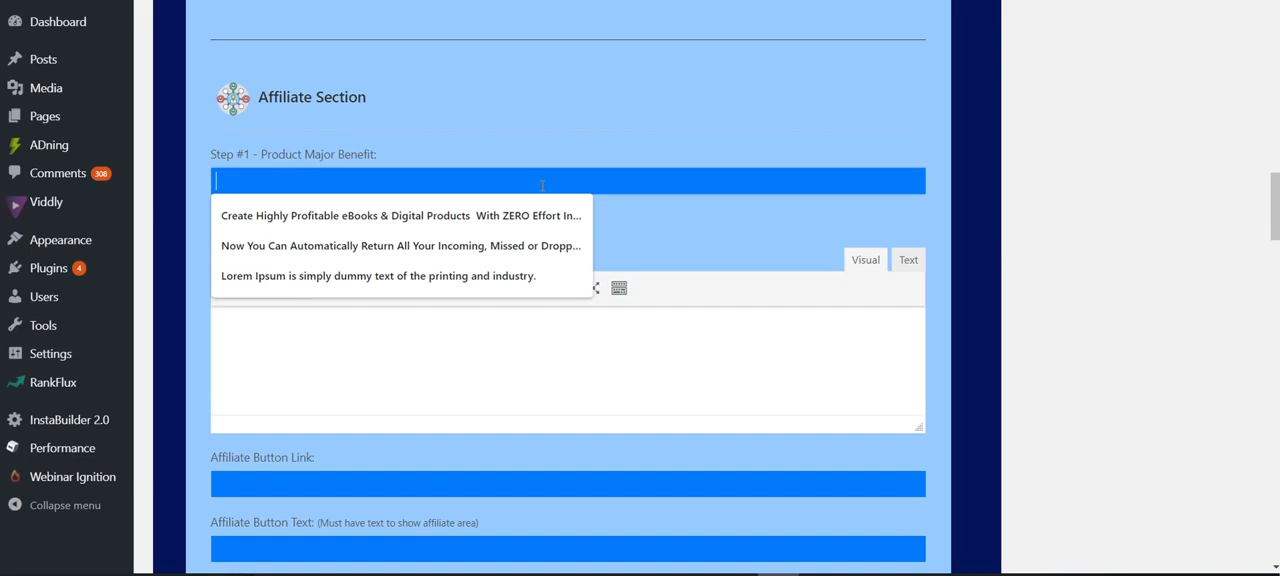 Dashboard
Posts
Media
Pages
ADning
Comments 308
Viddly
Appearance
Plugins 4
Users
Tools
Settings
RankFlux
InstaBuilder 2.0
Performance
Webinar Ignition
Collapse menu
Affiliate Section
Step #1 - Product Major Benefit:
Create Highly Profitable eBooks & Digital Products With ZERO Effort In...
Now You Can Automatically Return All Your Incoming, Missed or Dropp...
Lorem Ipsum is simply dummy text of the printing and industry.
Visual Text
Affiliate Button Link:
Affiliate Button Text: (Must have text to show affiliate area)